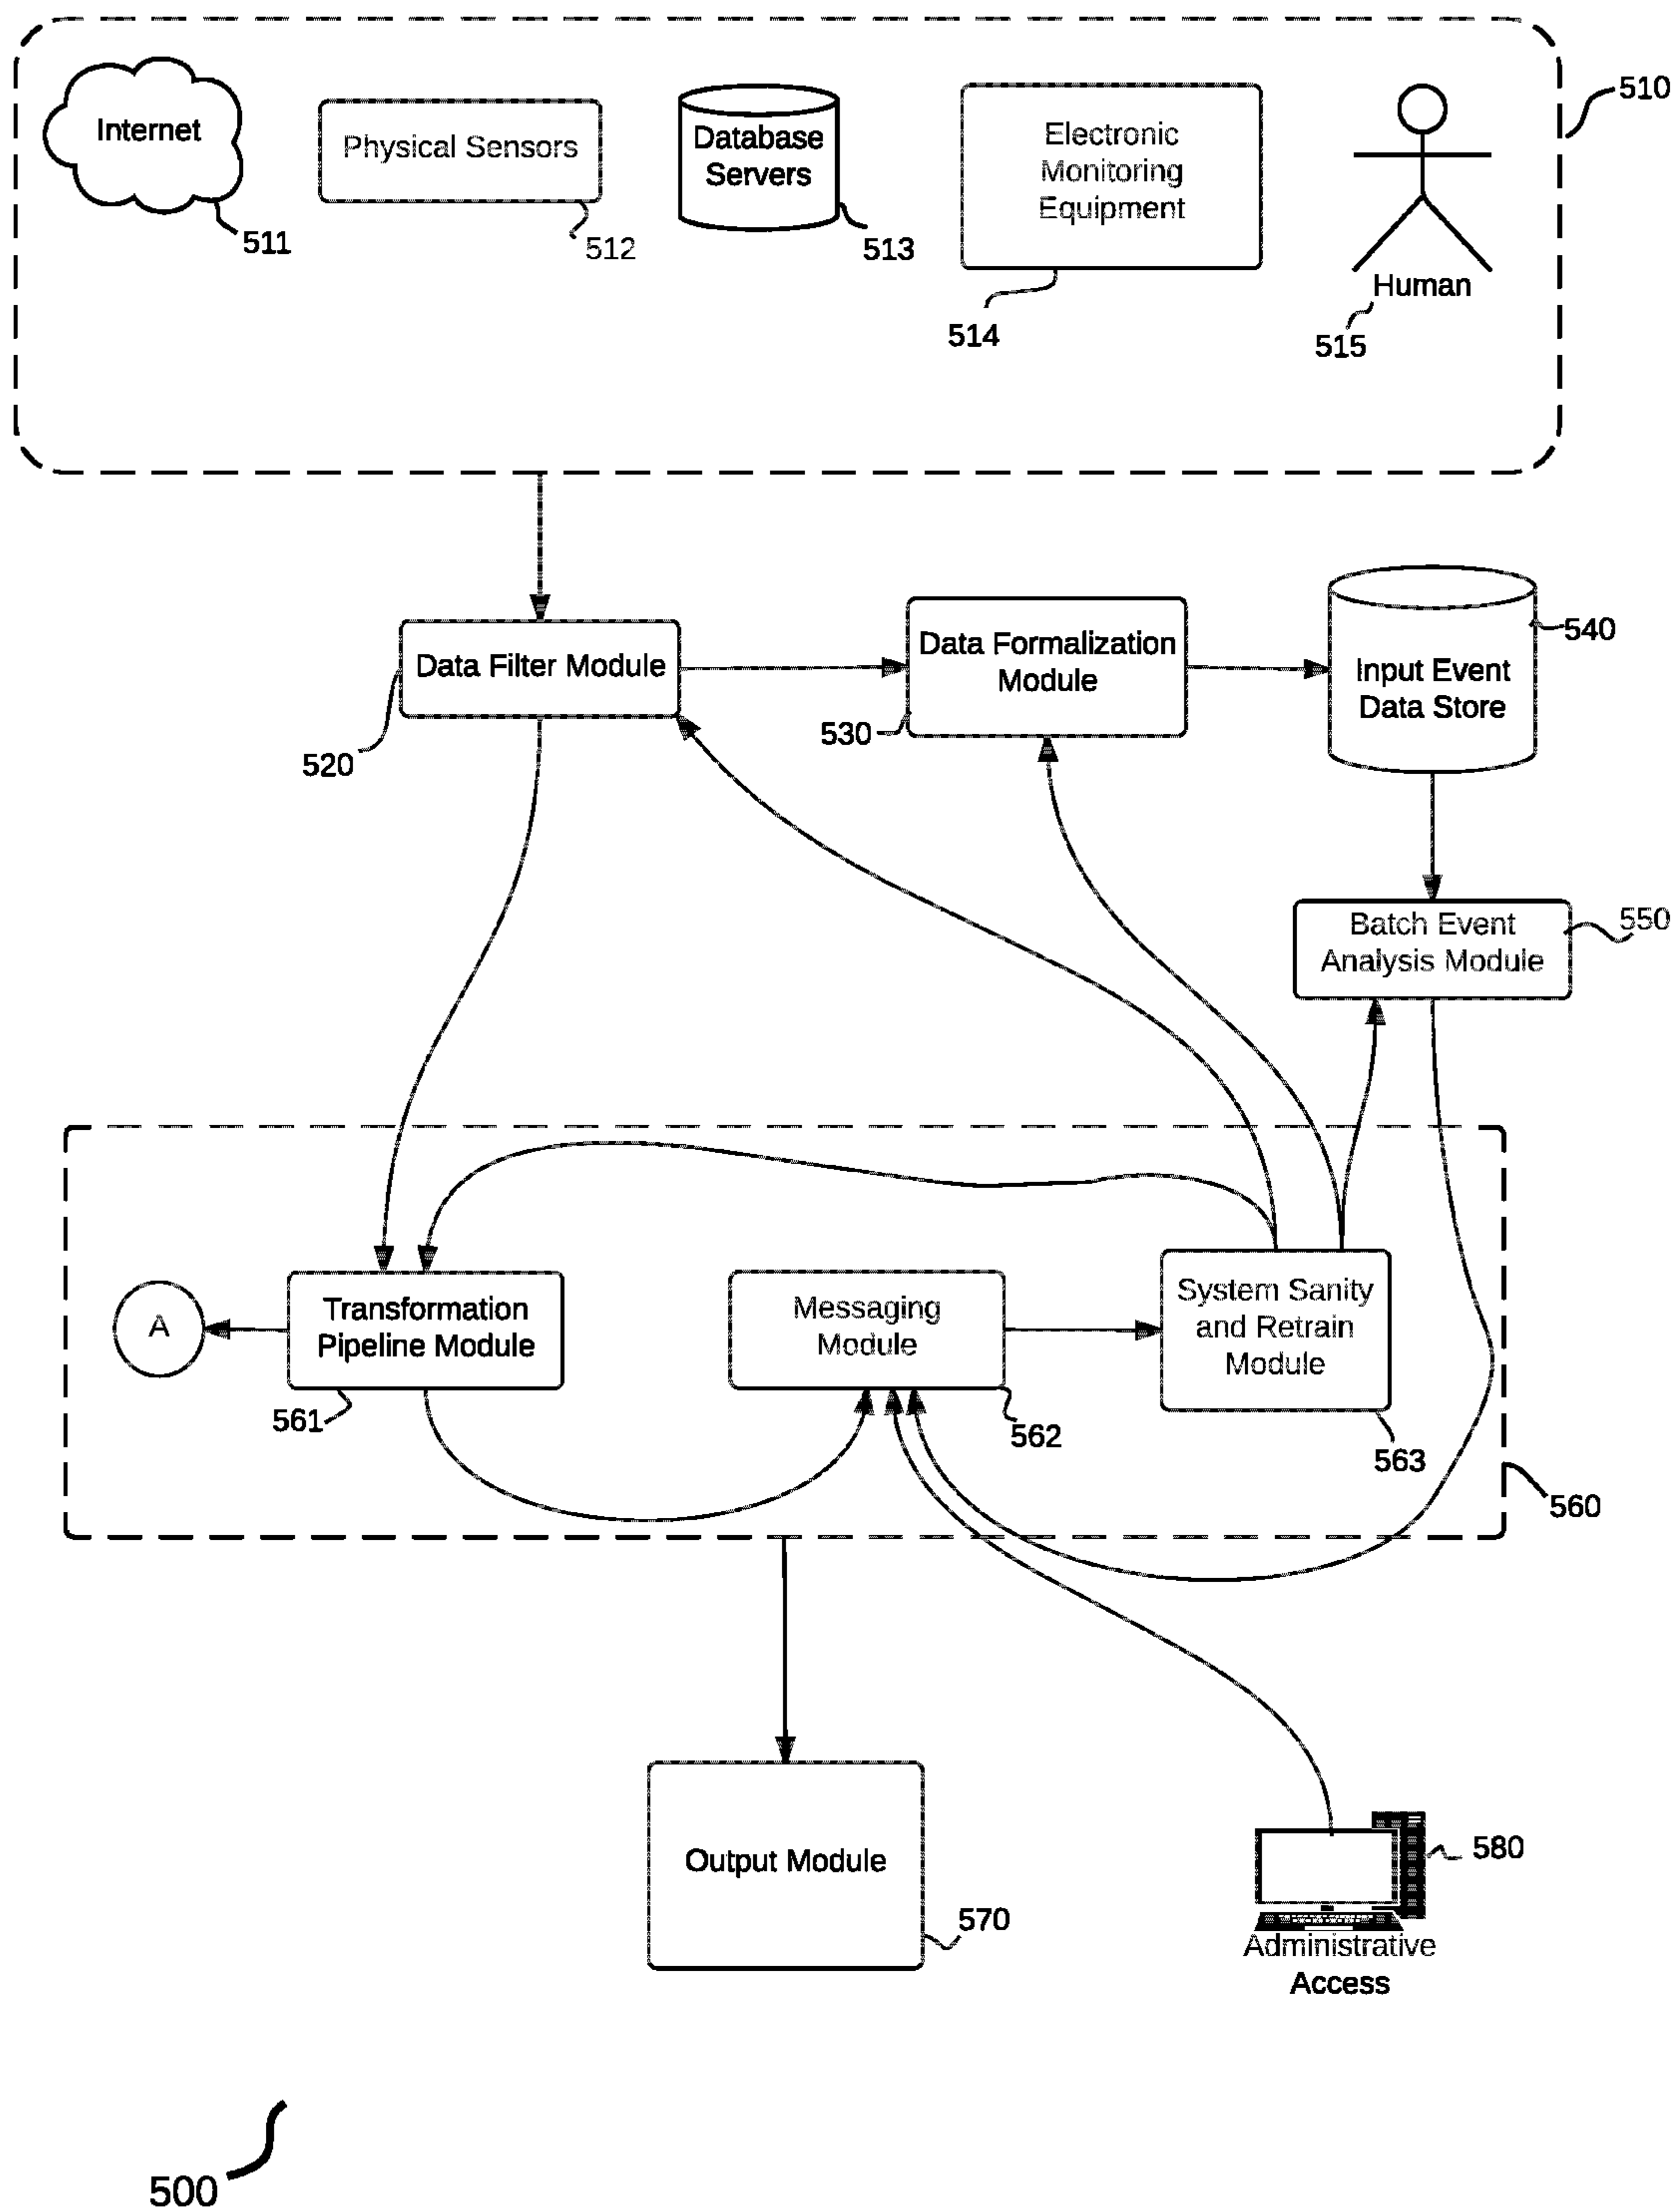 510
Internet
Physical Sensors
Database
Servers
Electronic
Monitoring
Equipment
Human
511
512
513
514
515
Data Filter Module
Data Formalization
Module
Input Event
Data Store
520
530
540
Batch Event
Analysis Module
550
A
Transformation
Pipeline Module
Messaging
Module
System Sanity
and Retrain
Module
561
562
563
560
Output Module
570
580
Administrative
Access
500